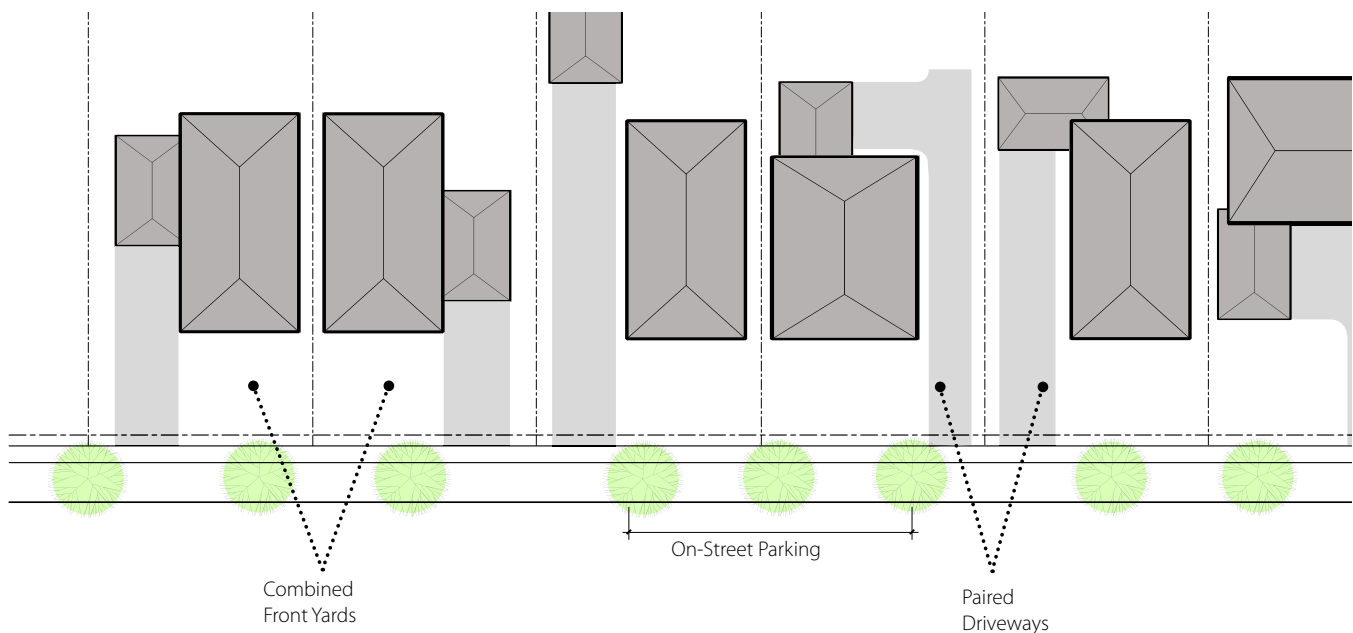 On-Street Parking
Combined
Front Yards
Paired
Driveways